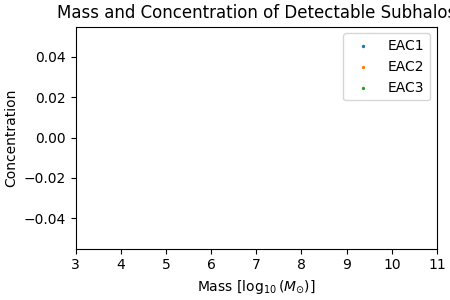 Mass and Concentration of Detectable Subhalos
EAC1
EAC2
EAC3
Concentration
0.04
0.02
0.00
−0.02
−0.04
3 4 5 6 7 8 9 10 11
Mass [log₁₀(M⊙)]